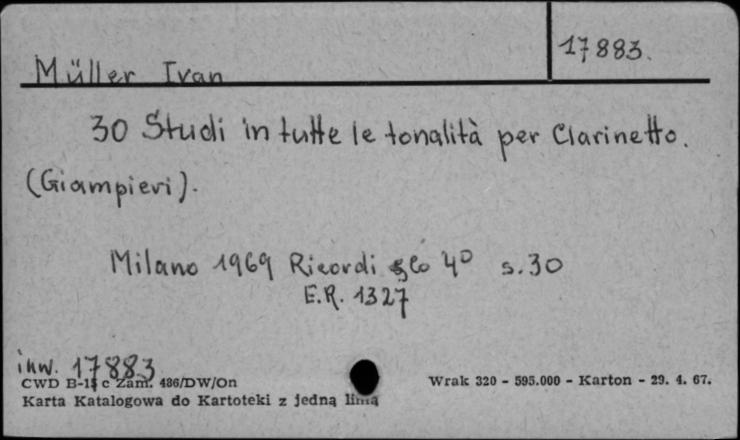 17883.
Müller Ivan
30 Studi in tutte le tonalità per Clarinetto.
(Giampieri).
Milano 1969 Ricordi 4° s.30
E.R. 1327
inw. 17883
CWD B-15 c Zam. 486/DW/On
Wrak 320 - 595.000 - Karton - 29. 4. 67.
Karta Katalogowa do Kartoteki z jedną linią